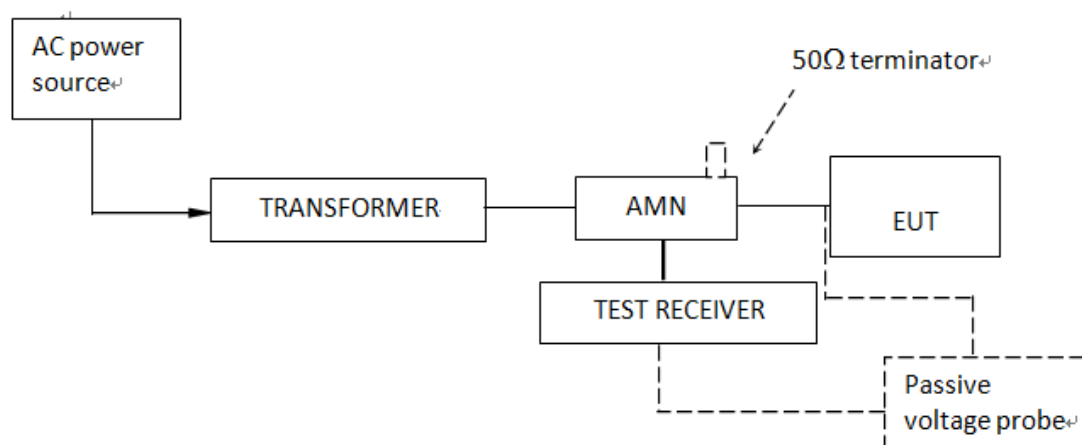 AC power
source
50Ω terminator
TRANSFORMER
AMN
EUT
TEST RECEIVER
Passive
voltage probe